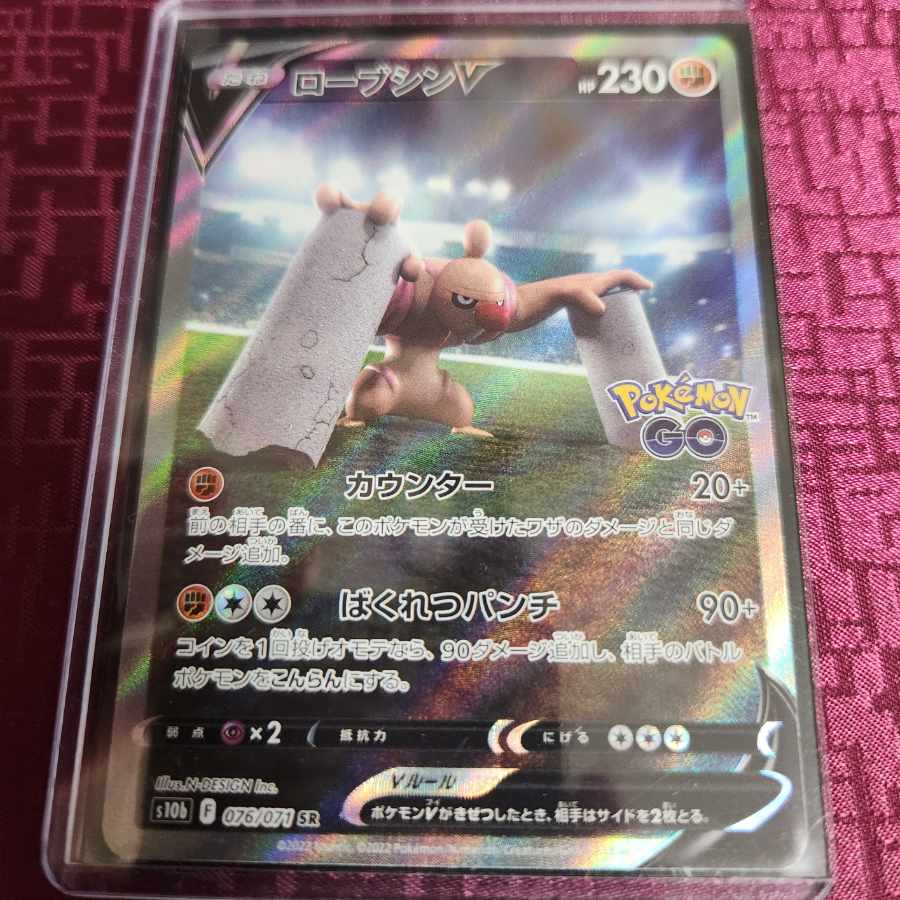 たね ローブシンV HP230
Pokémon™
GO
カウンター 20+
前の相手の番に、このポケモンが受けたワザのダメージと同じダ
メージ追加。
ばくれつパンチ 90+
コインを1回投げオモテなら、90ダメージ追加し、相手のバトル
ポケモンをこんらんにする。
弱点 ×2 抵抗力 にげる
Illus.N-DESIGN Inc.
Vルール
s10b F 076/071 SR ポケモンVがきぜつしたとき、相手はサイドを2枚とる。
©2022 Pokémon/Nintendo/Creatures